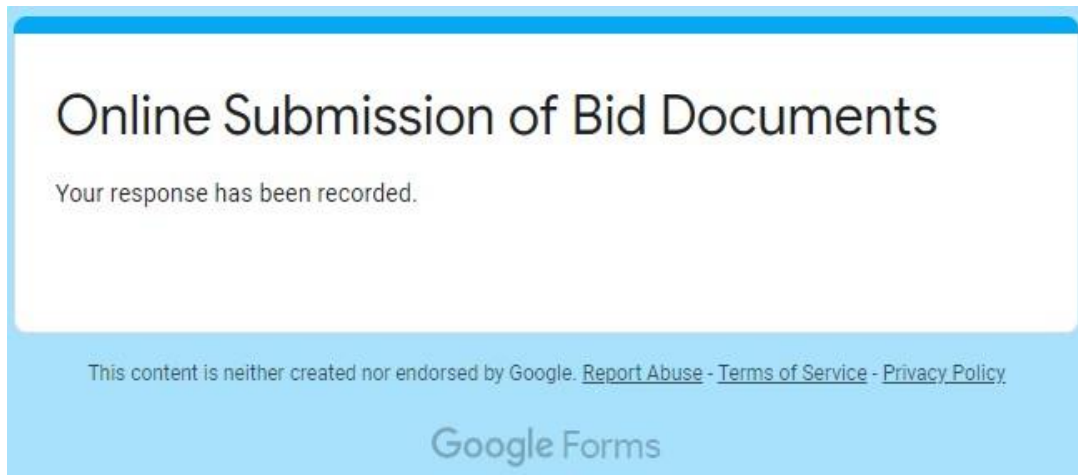 Online Submission of Bid Documents
Your response has been recorded.
This content is neither created nor endorsed by Google. Report Abuse - Terms of Service - Privacy Policy
Google Forms